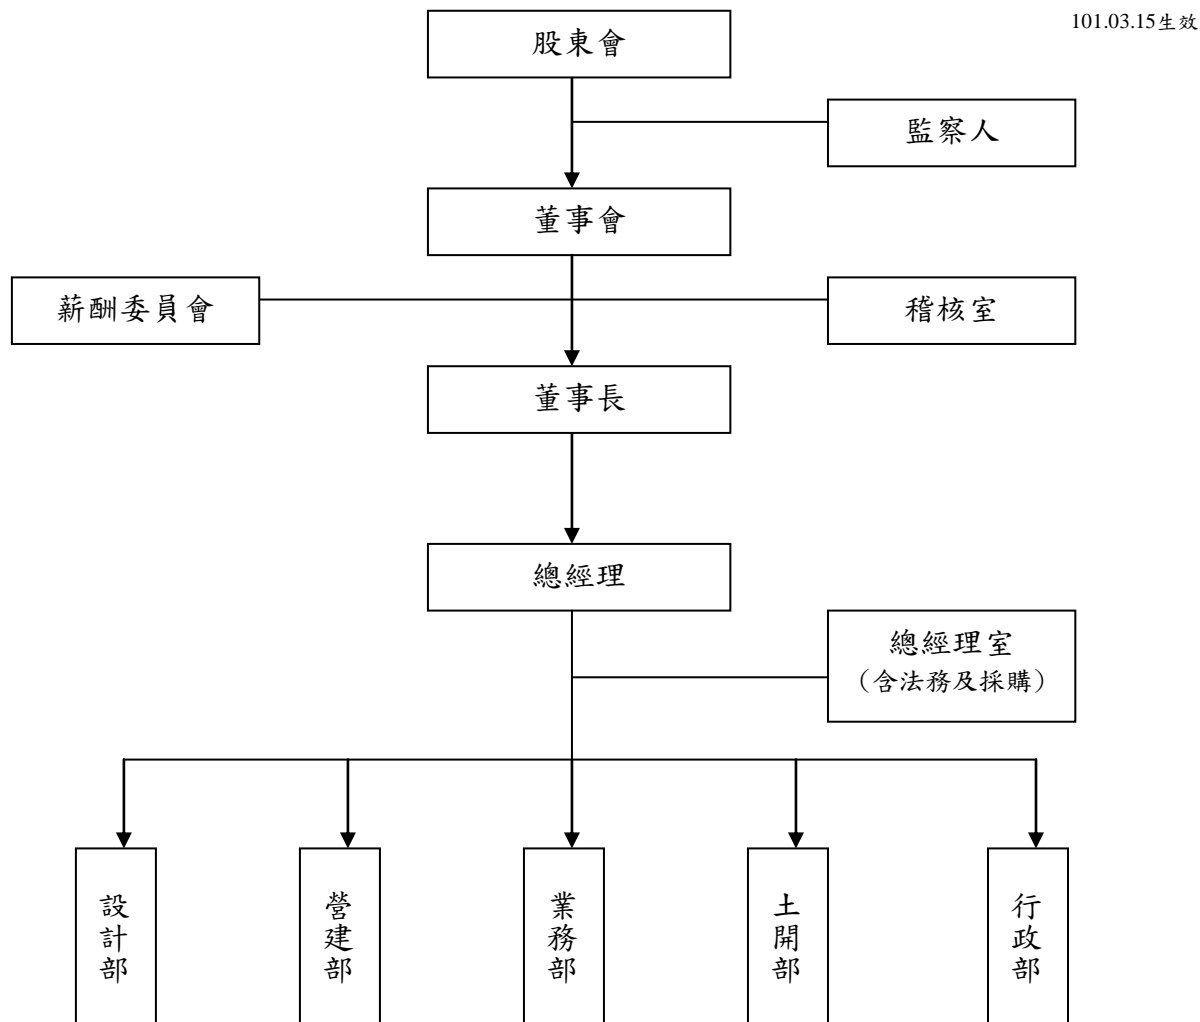 101.03.15生效
股東會
監察人
董事會
薪酬委員會
稽核室
董事長
總經理
總經理室
（含法務及採購）
設計部
營建部
業務部
土開部
行政部